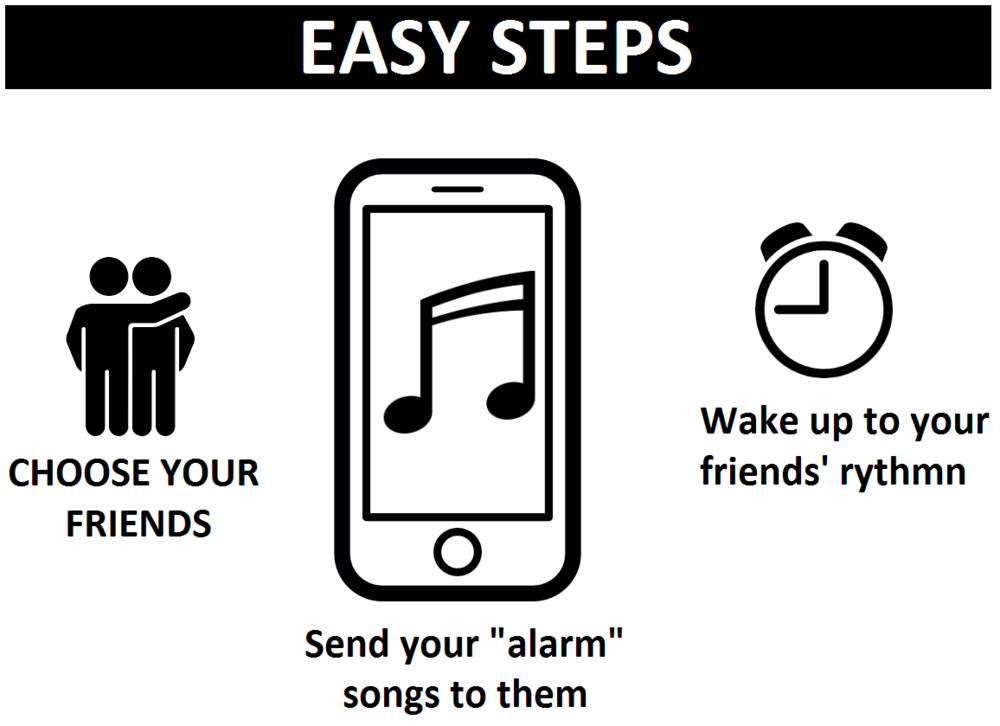 EASY STEPS
CHOOSE YOUR
FRIENDS
Send your "alarm"
songs to them
Wake up to your
friends' rythmn